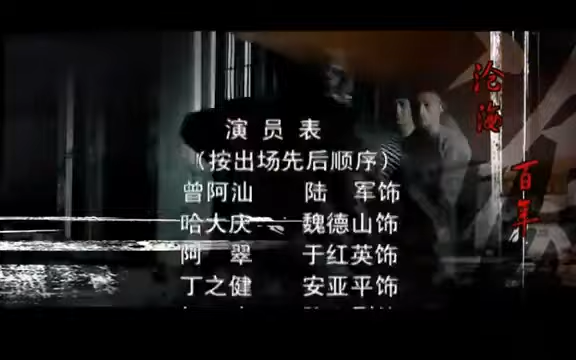 沧海
百年
演员表
（按出场先后顺序）
曾阿汕 陆 军饰
哈大庆 魏德山饰
阿 翠 于红英饰
丁之健 安亚平饰